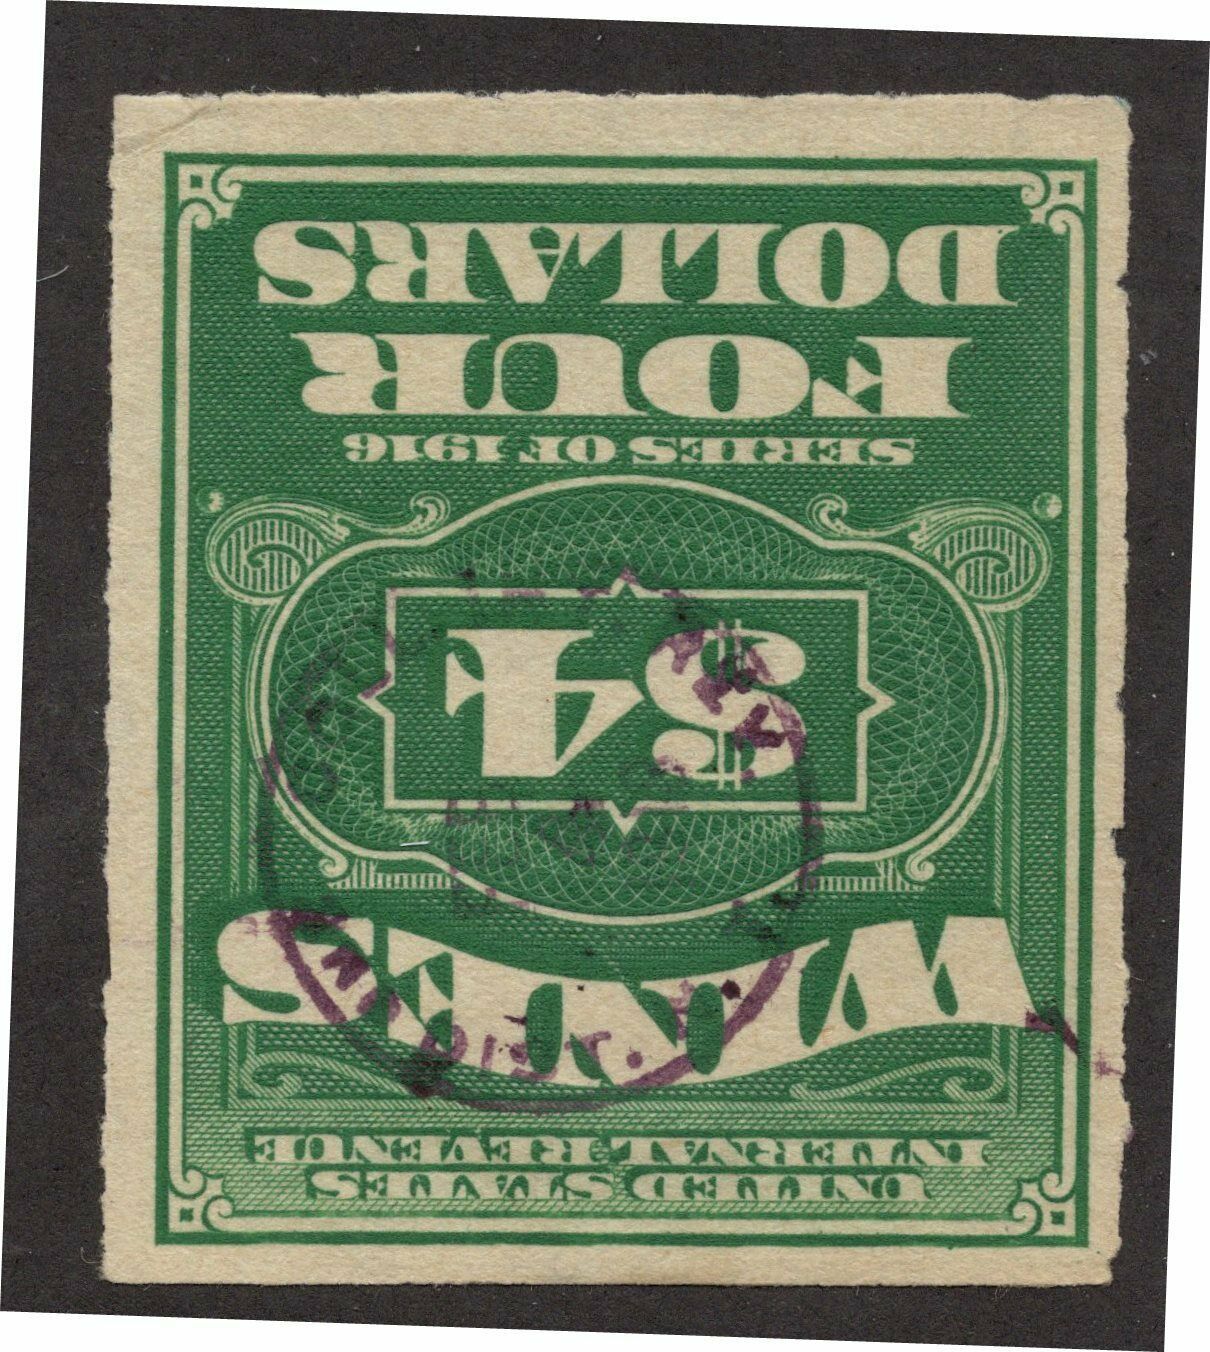 UNITED STATES
INTERNAL REVENUE
WINES
$4
SERIES OF 1916
FOUR
DOLLARS